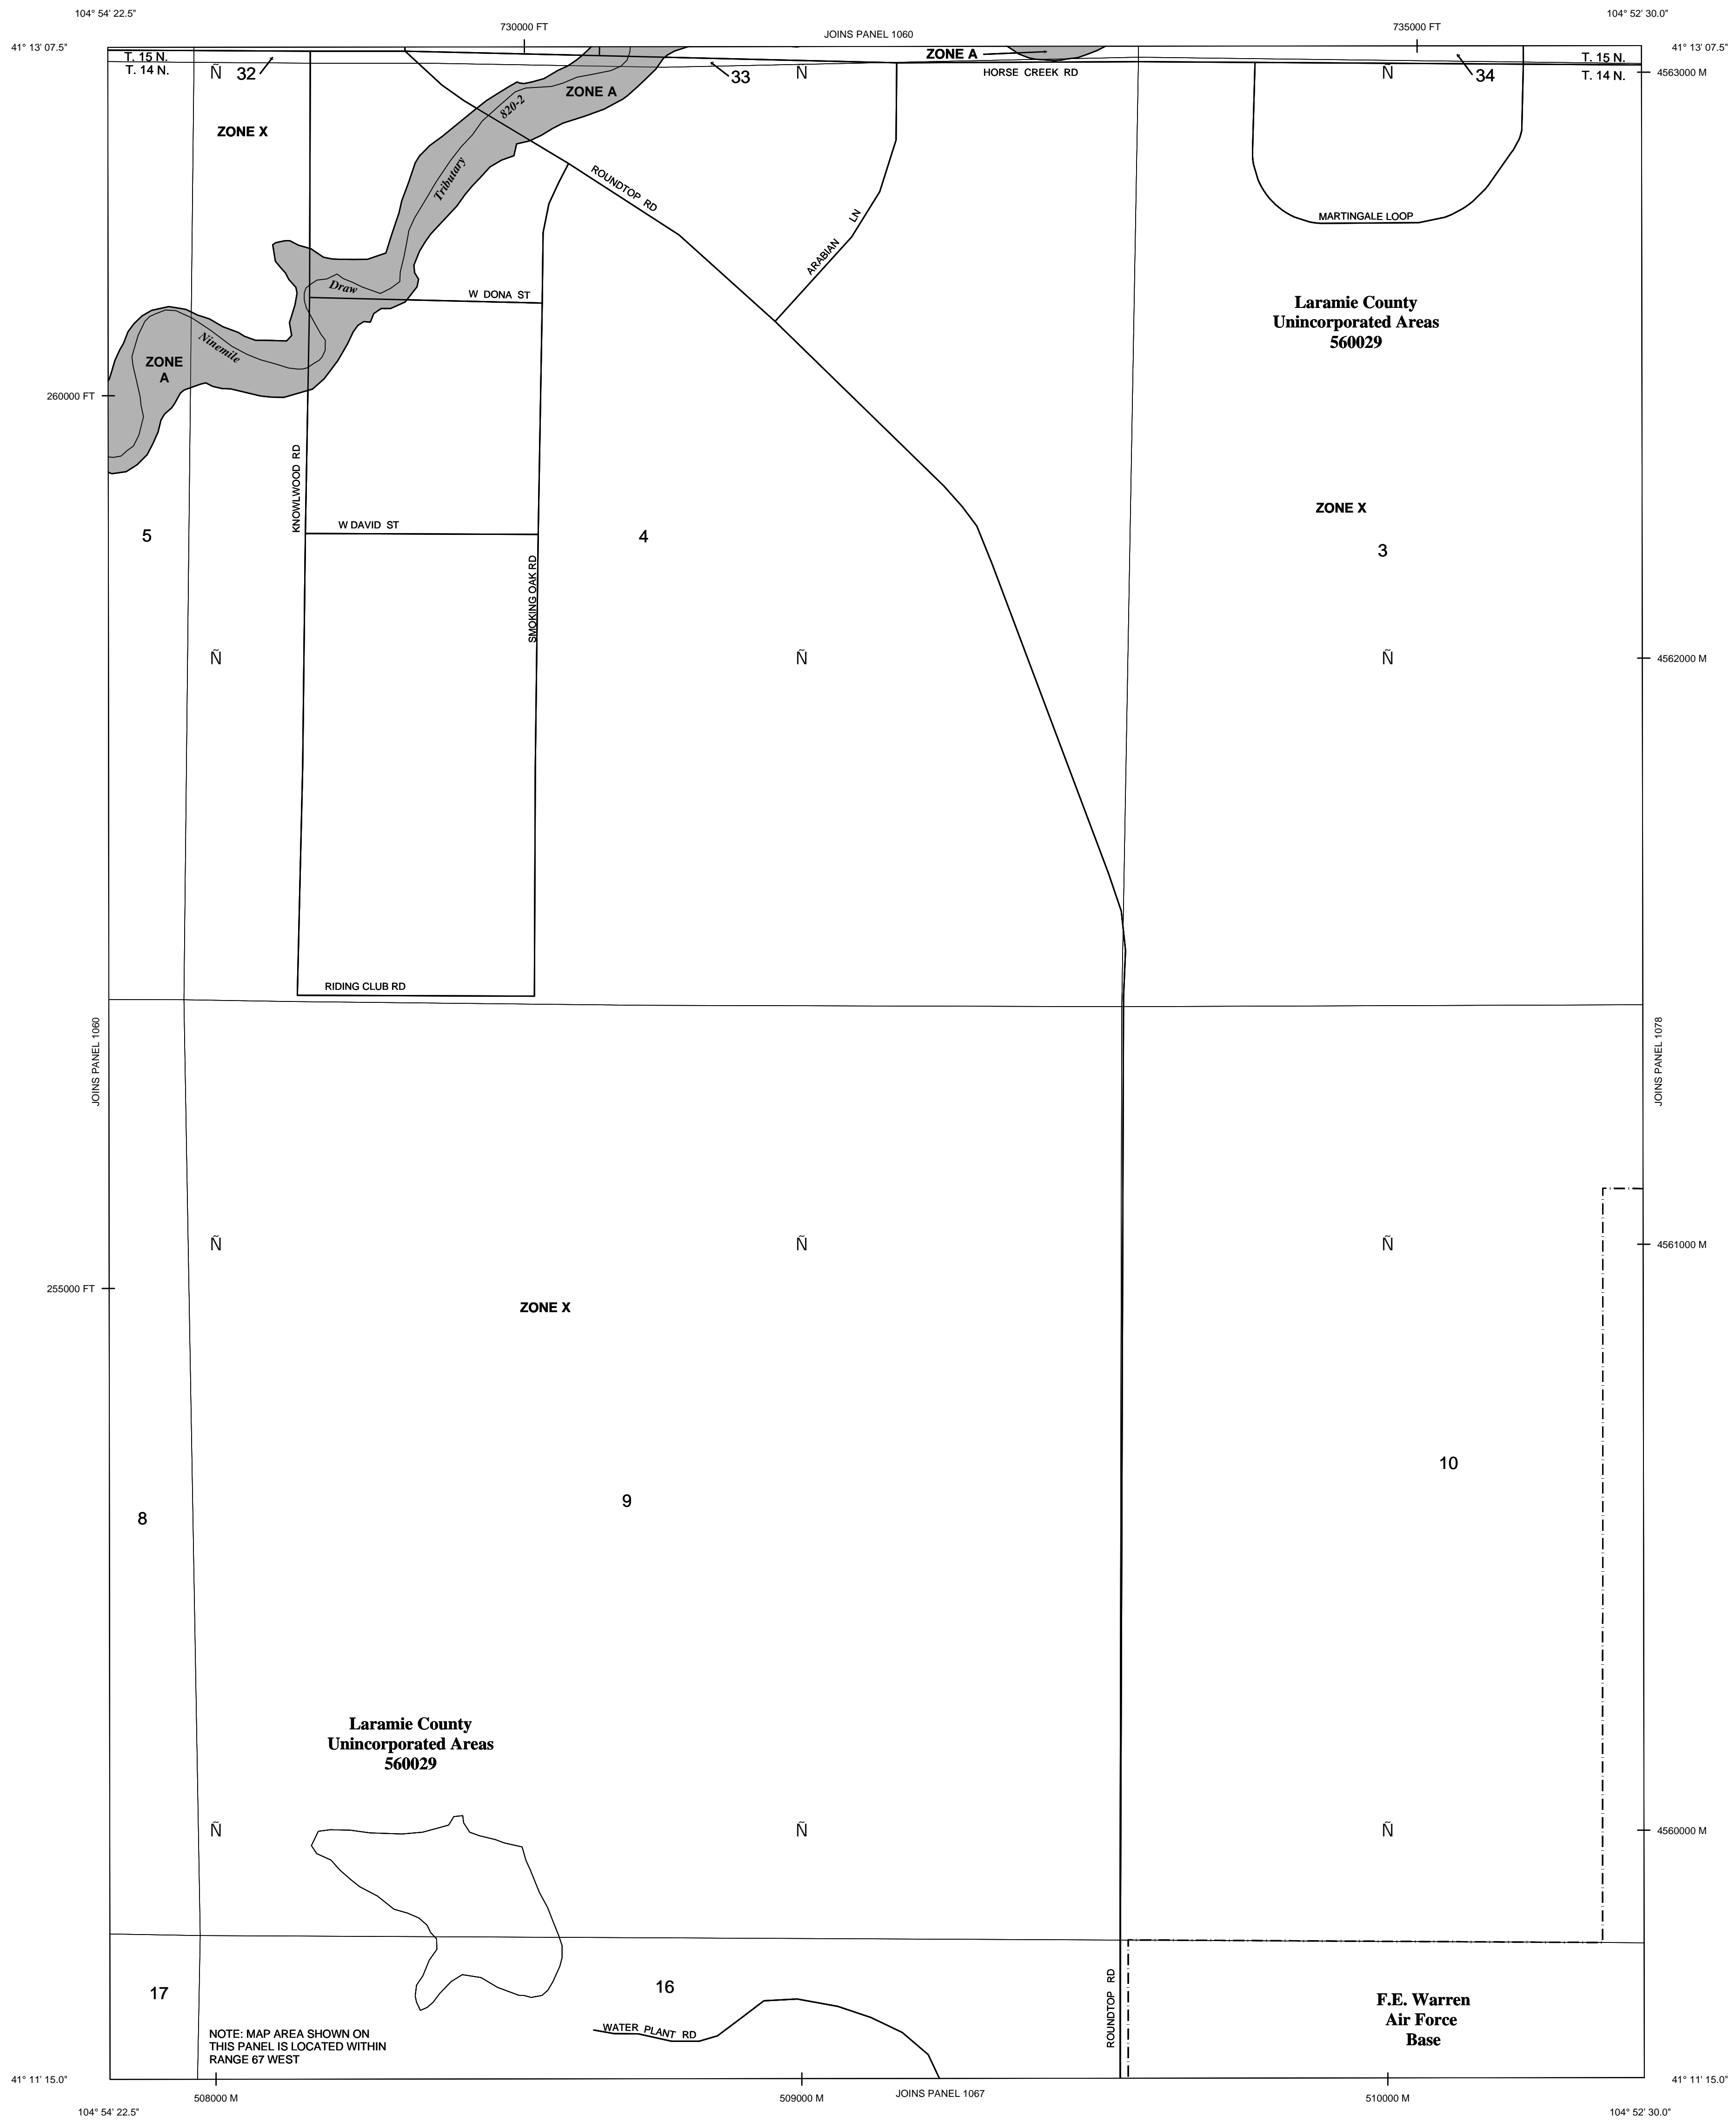 104° 54' 22.5"
104° 52' 30.0"
730000 FT
735000 FT
JOINS PANEL 1060
41° 13' 07.5"
41° 13' 07.5"
T. 15 N.
T. 14 N.
Ñ
32
ZONE A
33
Ñ
ZONE A
HORSE CREEK RD
Ñ
34
T. 15 N.
T. 14 N.
4563000 M
ZONE X
820-2
Tributary
ROUNDTOP RD
ARABIAN LN
MARTINGALE LOOP
Draw
W DONA ST
Laramie County
Unincorporated Areas
560029
Ninemile
ZONE
A
260000 FT
KNOWLWOOD RD
ZONE X
5
W DAVID ST
4
3
SMOKING OAK RD
Ñ
Ñ
Ñ
4562000 M
RIDING CLUB RD
JOINS PANEL 1060
JOINS PANEL 1078
Ñ
Ñ
Ñ
4561000 M
255000 FT
ZONE X
10
9
8
Laramie County
Unincorporated Areas
560029
Ñ
Ñ
Ñ
4560000 M
17
16
ROUNDTOP RD
F.E. Warren
Air Force
Base
WATER PLANT RD
NOTE: MAP AREA SHOWN ON
THIS PANEL IS LOCATED WITHIN
RANGE 67 WEST
41° 11' 15.0"
41° 11' 15.0"
508000 M
509000 M
JOINS PANEL 1067
510000 M
104° 54' 22.5"
104° 52' 30.0"